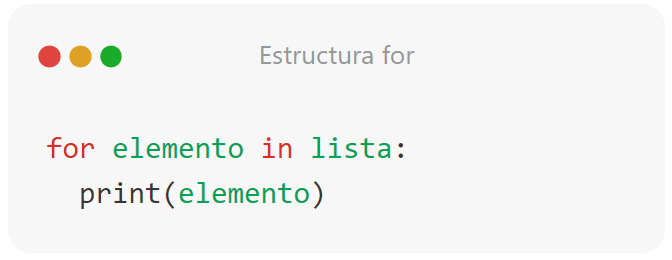 Estructura for
for elemento in lista:
  print(elemento)